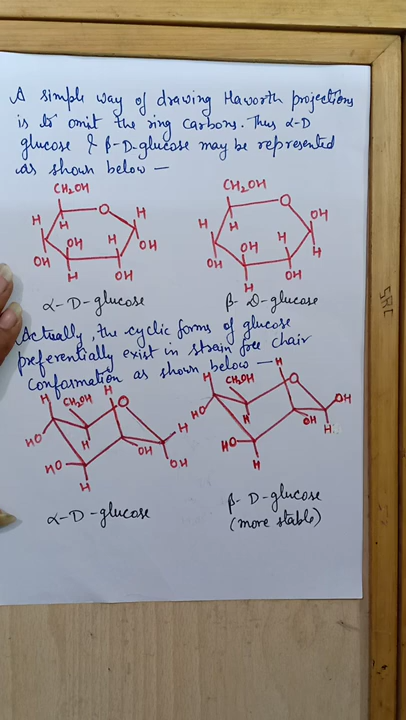 A simple way of drawing Haworth projections
is to omit the ring carbons. Thus α-D
glucose & β-D-glucose may be represented
as shown below —
CH₂OH
O
H
H
H
OH
H
OH
OH
H
OH
α-D-glucose
CH₂OH
O
OH
H
H
OH
H
OH
H
H
OH
β-D-glucose
Actually, the cyclic forms of glucose
preferentially exist in strain free chair
conformation as shown below —
H
CH₂OH
H
O
HO
H
H
HO
OH
OH
H
α-D-glucose
H
CH₂OH
H
O
HO
H
OH
H
HO
OH
H
β-D-glucose
(more stable)
SRC